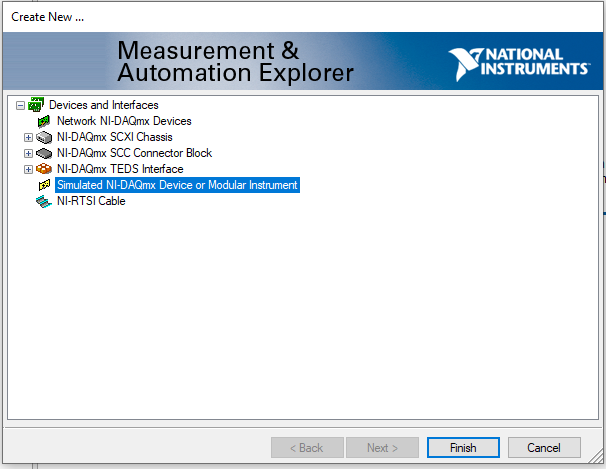 Create New ...
Measurement &
Automation Explorer
NATIONAL
INSTRUMENTS
Devices and Interfaces
Network NI-DAQmx Devices
NI-DAQmx SCXI Chassis
NI-DAQmx SCC Connector Block
NI-DAQmx TEDS Interface
Simulated NI-DAQmx Device or Modular Instrument
NI-RTSI Cable
< Back
Next >
Finish
Cancel